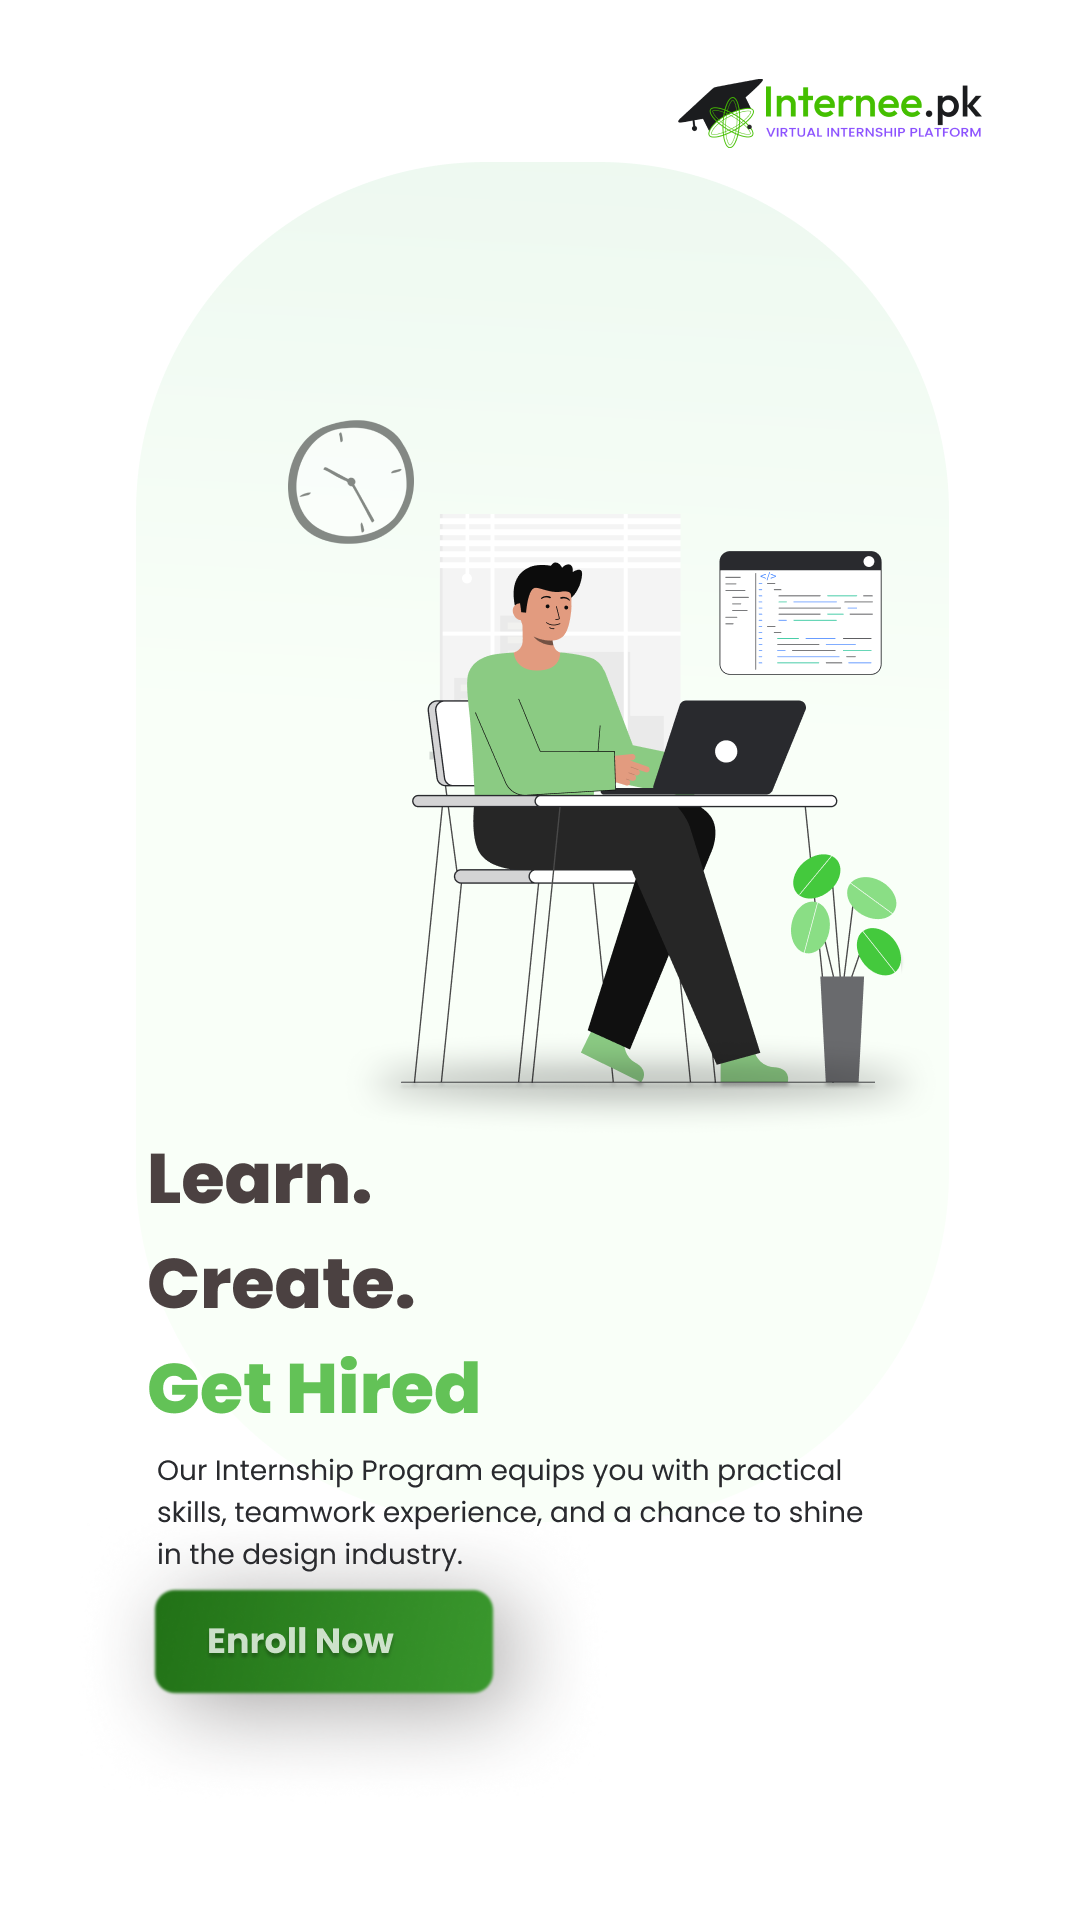 Internee.pk
VIRTUAL INTERNSHIP PLATFORM
</>
Learn.
Create.
Get Hired
Our Internship Program equips you with practical
skills, teamwork experience, and a chance to shine
in the design industry.
Enroll Now